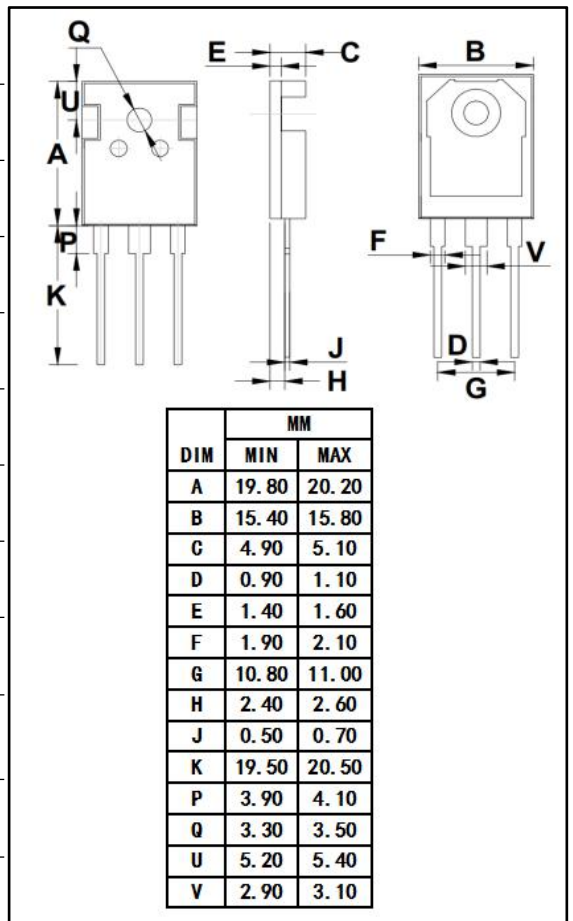 Q
E
C
B
U
A
P
K
F
V
J
D
H
G
MM
DIM MIN MAX
A 19.80 20.20
B 15.40 15.80
C 4.90 5.10
D 0.90 1.10
E 1.40 1.60
F 1.90 2.10
G 10.80 11.00
H 2.40 2.60
J 0.50 0.70
K 19.50 20.50
P 3.90 4.10
Q 3.30 3.50
U 5.20 5.40
V 2.90 3.10